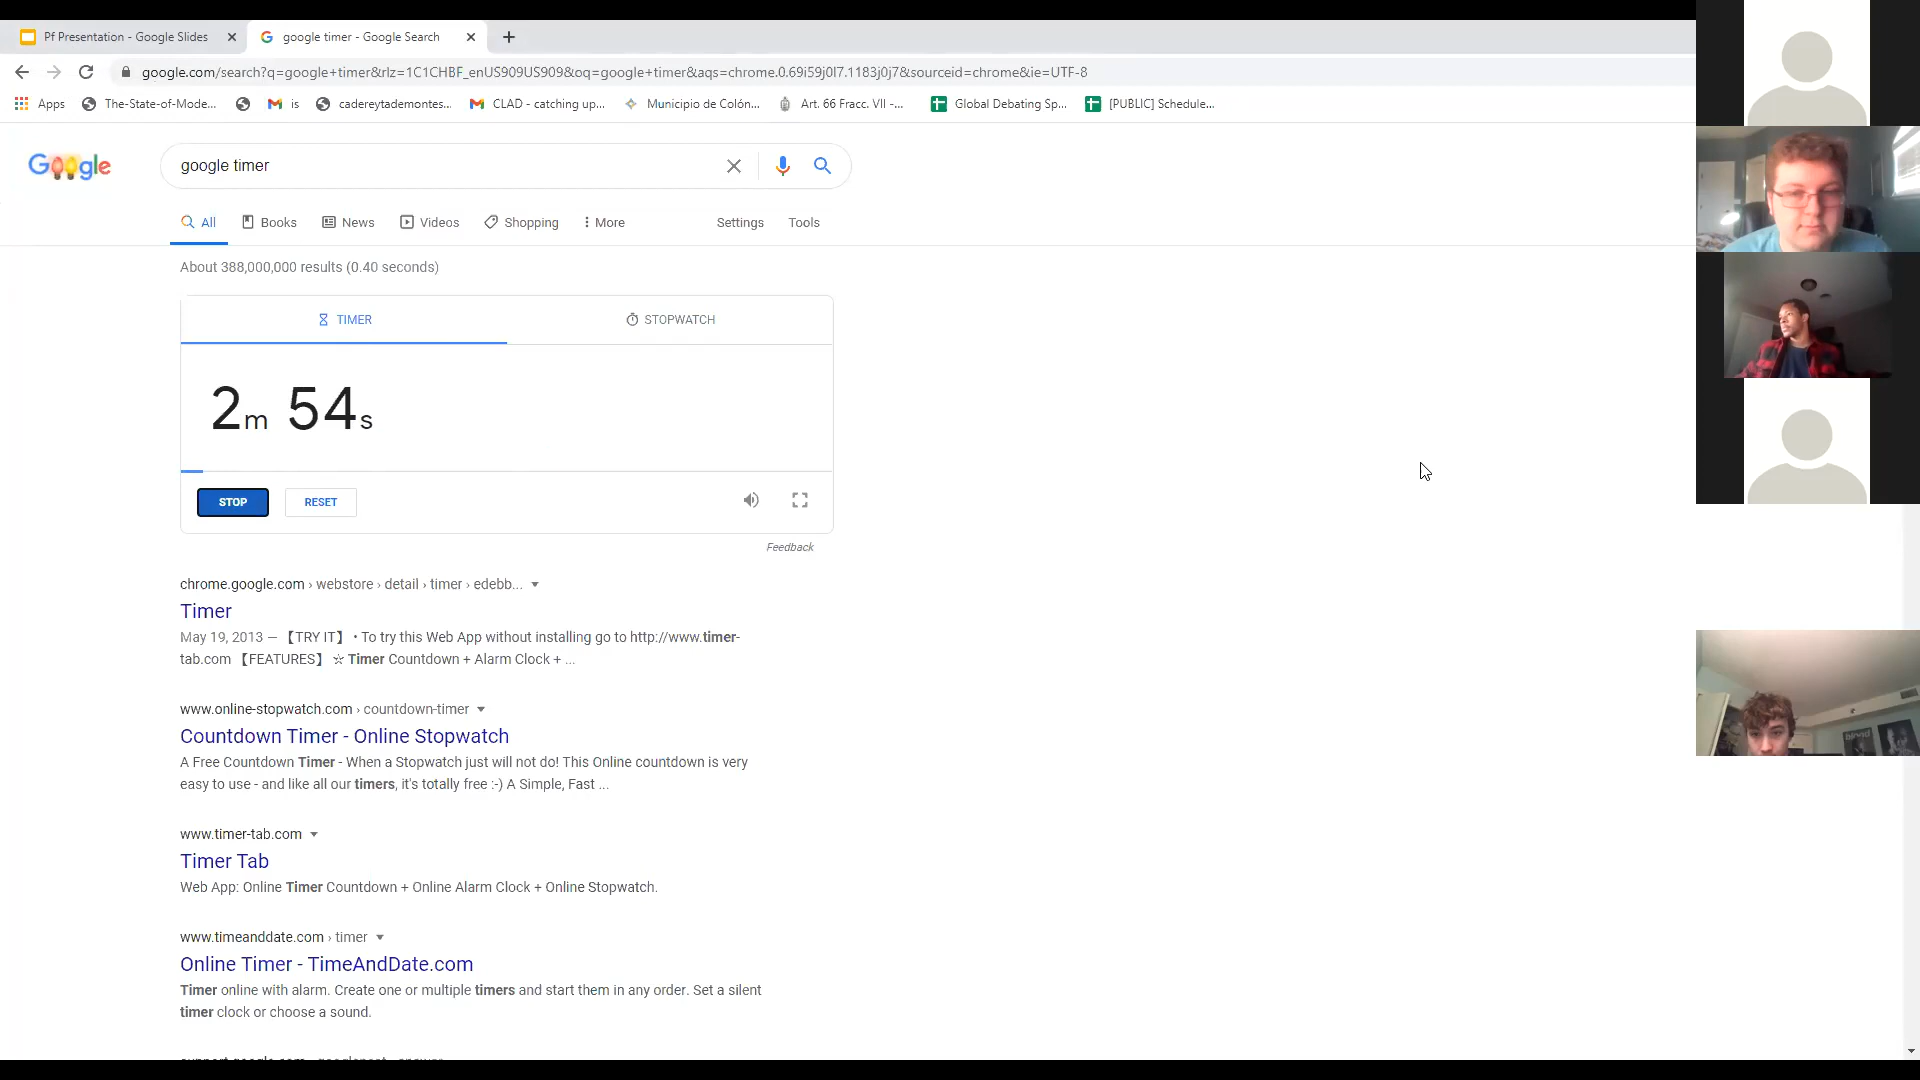 Pf Presentation - Google Slides
google timer - Google Search
google.com/search?q=google+timer&rlz=1C1CHBF_enUS909US909&oq=google+timer&aqs=chrome.0.69i59j0l7.1183j0j7&sourceid=chrome&ie=UTF-8
Apps The-State-of-Mode... is cadereytademontes... CLAD - catching up... Municipio de Colón... Art. 66 Fracc. VII -... Global Debating Sp... [PUBLIC] Schedule...
Google
google timer
All Books News Videos Shopping More Settings Tools
About 388,000,000 results (0.40 seconds)
TIMER STOPWATCH
2m 54s
STOP RESET
Feedback
chrome.google.com › webstore › detail › timer › edebb...
Timer
May 19, 2013 — 【TRY IT】 • To try this Web App without installing go to http://www.timer-
tab.com 【FEATURES】 ☆ Timer Countdown + Alarm Clock + ...
www.online-stopwatch.com › countdown-timer
Countdown Timer - Online Stopwatch
A Free Countdown Timer - When a Stopwatch just will not do! This Online countdown is very
easy to use - and like all our timers, it's totally free :-) A Simple, Fast ...
www.timer-tab.com
Timer Tab
Web App: Online Timer Countdown + Online Alarm Clock + Online Stopwatch.
www.timeanddate.com › timer
Online Timer - TimeAndDate.com
Timer online with alarm. Create one or multiple timers and start them in any order. Set a silent
timer clock or choose a sound.